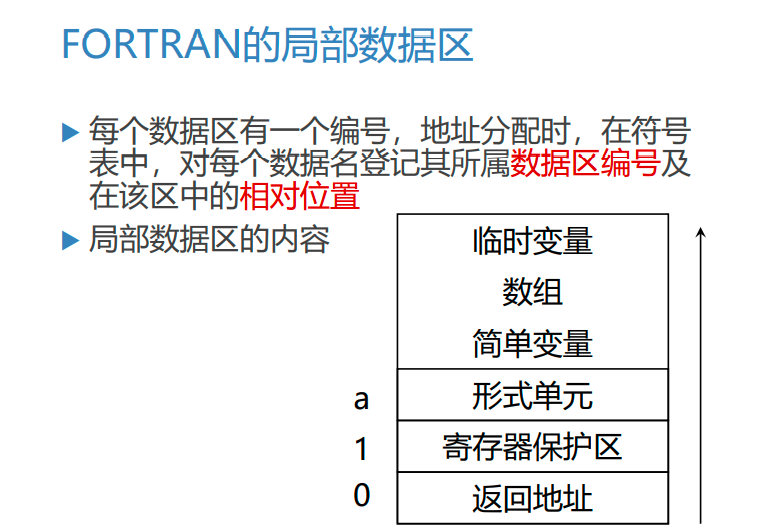 FORTRAN的局部数据区
每个数据区有一个编号，地址分配时，在符号
表中，对每个数据名登记其所属数据区编号及
在该区中的相对位置
局部数据区的内容
临时变量
数组
简单变量
a 形式单元
1 寄存器保护区
0 返回地址